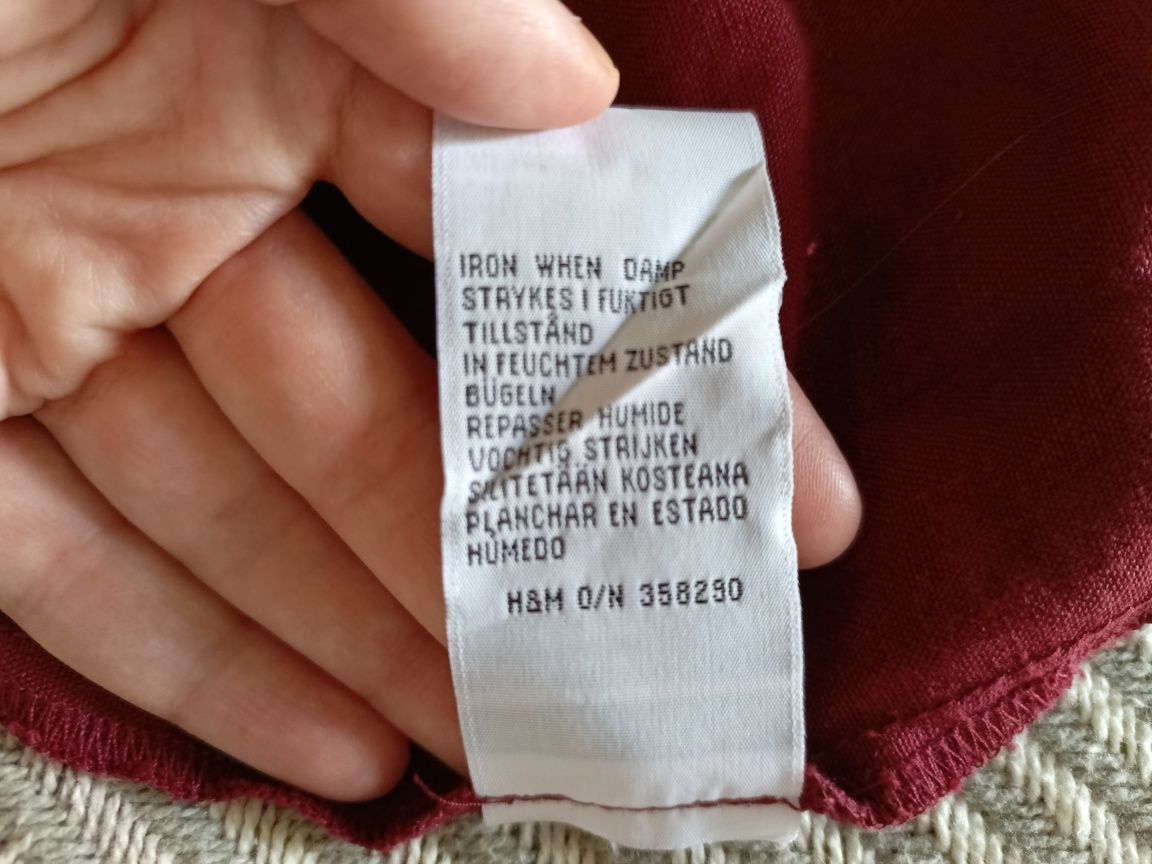 IRON WHEN DAMP
STRYKES I FUKTIGT
TILLSTÅND
IN FEUCHTEM ZUSTAND
BÜGELN
REPASSER HUMIDE
VOCHTIG STRIJKEN
SILITETÄÄN KOSTEANA
PLANCHAR EN ESTADO
HÚMEDO
H&M O/N 358290